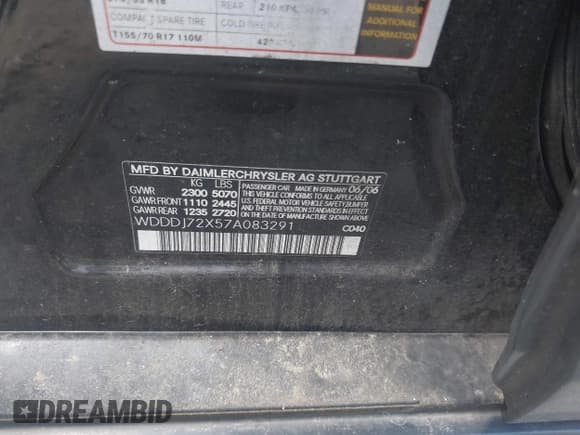 REAR
COMPACT SPARE TIRE COLD
T155/70 R17 110M
MANUAL FOR
ADDITIONAL
INFORMATION
MFD BY DAIMLERCHRYSLER AG STUTTGART
KG LBS
GVWR 2300 5070
GAWR FRONT 1110 2445
GAWR REAR 1235 2720
PASSENGER CAR MADE IN GERMANY 06/06
THIS VEHICLE CONFORMS TO ALL APPLICABLE
U.S. FEDERAL MOTOR VEHICLE SAFETY, BUMPER
AND THEFT PREVENTION STANDARDS IN EFFECT
ON THE DATE OF MANUFACTURE SHOWN ABOVE
WDDDJ72X57A083291
C040
DREAMBID